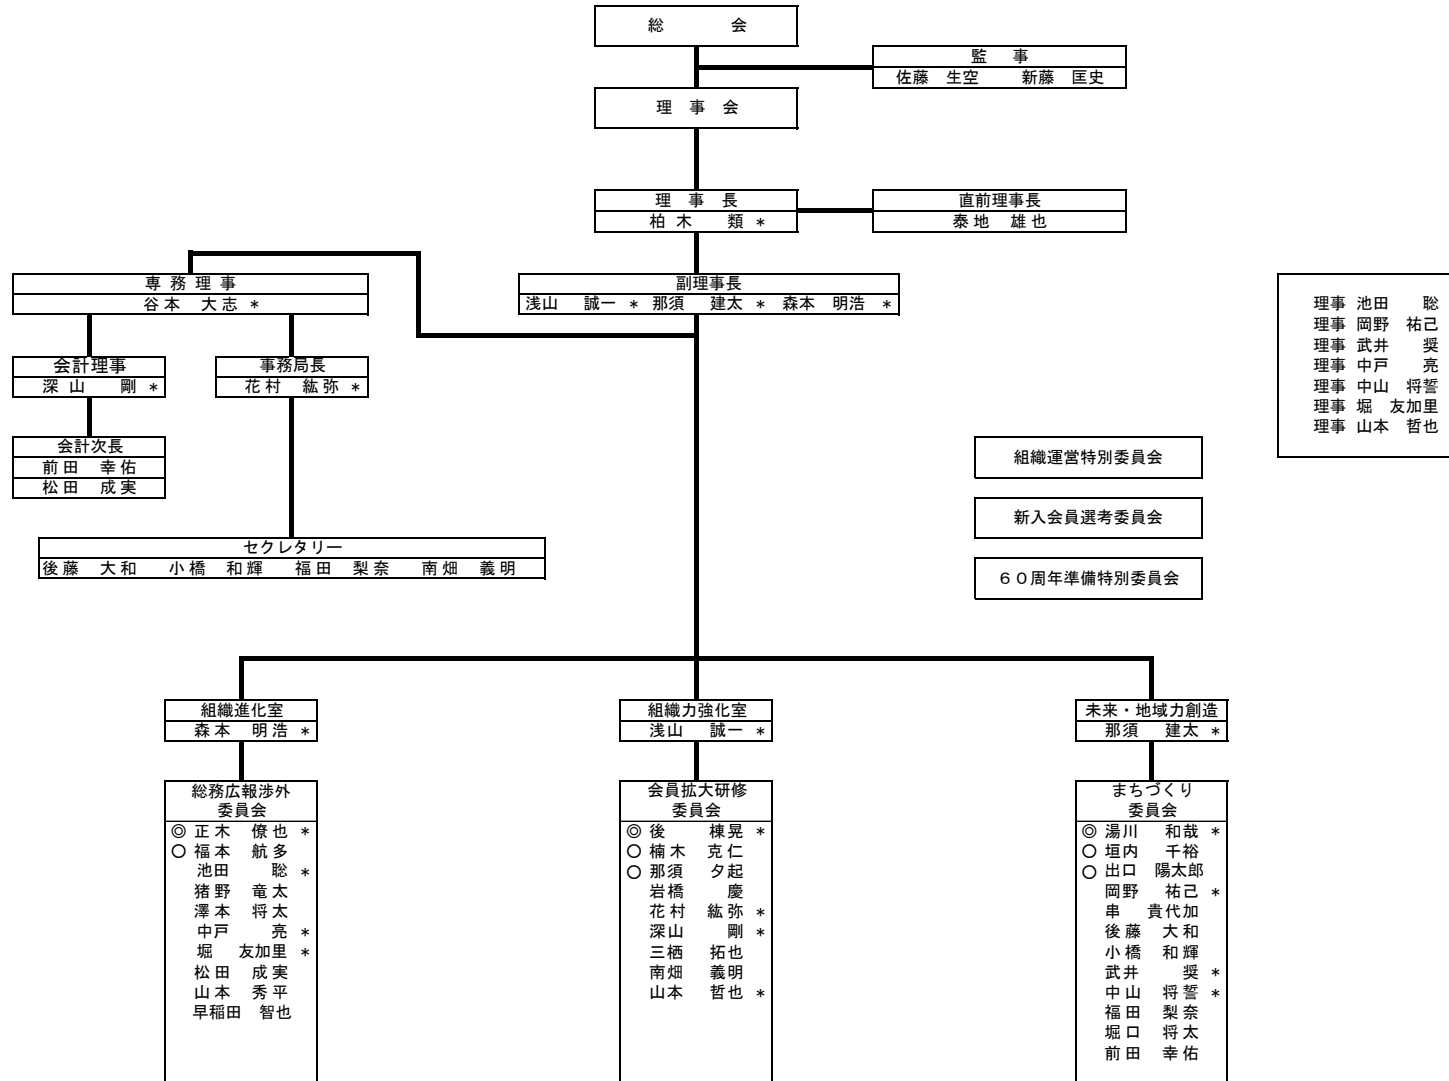 総　会
監　事
佐藤　生空　新藤　匡史
理　事　会
理　事　長
柏木　類 *
直前理事長
泰地　雄也
専務理事
谷本　大志 *
副理事長
浅山　誠一 * 那須　建太 * 森本　明浩 *
理事 池田　聡
理事 岡野　祐己
理事 武井　奨
理事 中戸　亮
理事 中山　将誓
理事 堀　友加里
理事 山本　哲也
会計理事
深山　剛 *
事務局長
花村　紘弥 *
会計次長
前田　幸佑
松田　成実
組織運営特別委員会
新入会員選考委員会
６０周年準備特別委員会
セクレタリー
後藤　大和　小橋　和輝　福田　梨奈　南畑　義明
組織進化室
森本　明浩 *
総務広報渉外
委員会
◎ 正木　僚也 *
○ 福本　航多
池田　聡 *
猪野　竜太
澤本　将太
中戸　亮 *
堀　友加里 *
松田　成実
山本　秀平
早稲田　智也
組織力強化室
浅山　誠一 *
会員拡大研修
委員会
◎ 後　棟晃 *
○ 楠木　克仁
○ 那須　夕起
岩橋　慶
花村　紘弥 *
深山　剛 *
三栖　拓也
南畑　義明
山本　哲也 *
未来・地域力創造
那須　建太 *
まちづくり
委員会
◎ 湯川　和哉 *
○ 垣内　千裕
○ 出口　陽太郎
岡野　祐己 *
串　貴代加
後藤　大和
小橋　和輝
武井　奨 *
中山　将誓 *
福田　梨奈
堀口　将太
前田　幸佑